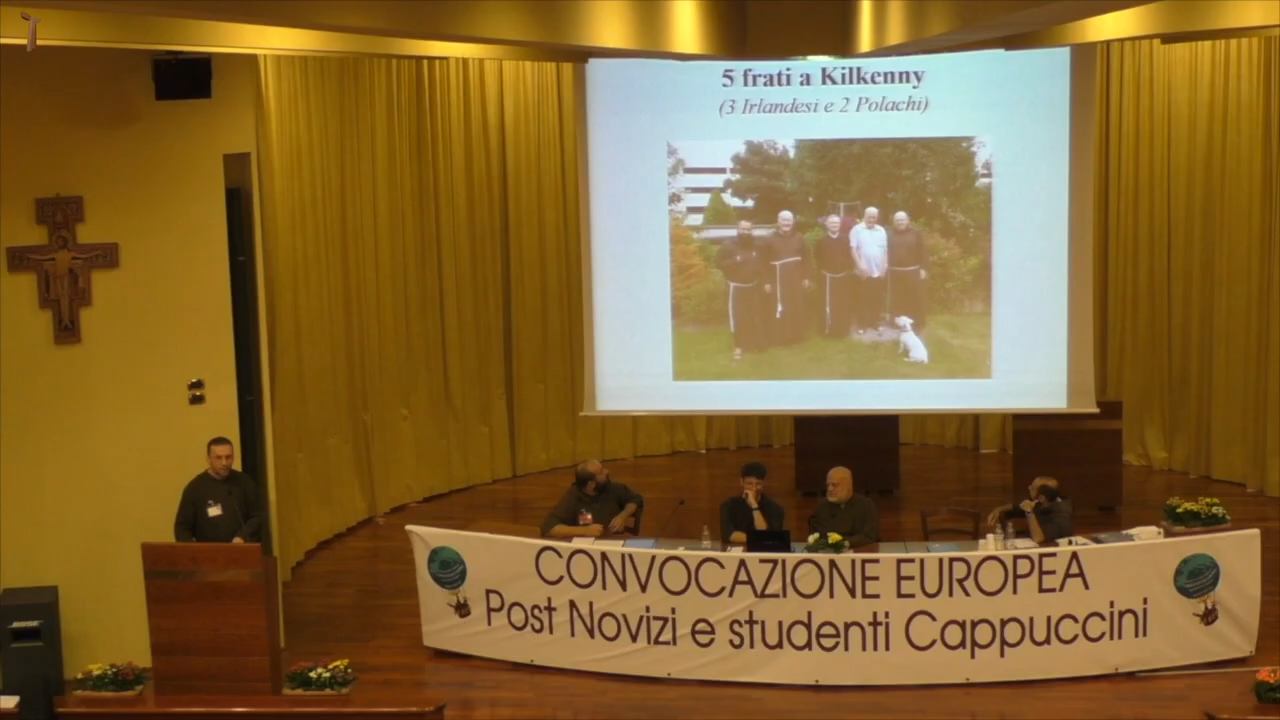 5 frati a Kilkenny
(3 Irlandesi e 2 Polachi)
CONVOCAZIONE EUROPEA
Post Novizi e studenti Cappuccini